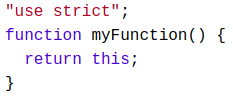 "use strict";
function myFunction() {
  return this;
}